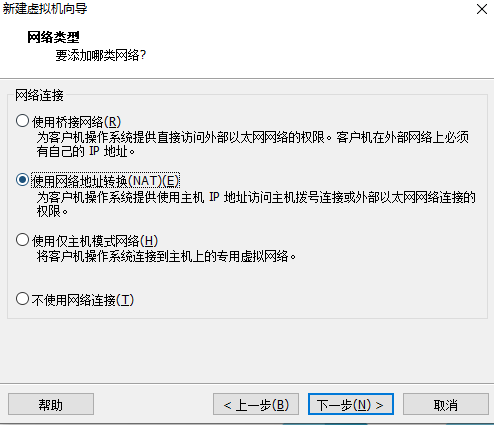 新建虚拟机向导
网络类型
要添加哪类网络?
网络连接
使用桥接网络(R)
为客户机操作系统提供直接访问外部以太网网络的权限。客户机在外部网络上必须
有自己的 IP 地址。
使用网络地址转换(NAT)(E)
为客户机操作系统提供使用主机 IP 地址访问主机拨号连接或外部以太网网络连接的
权限。
使用仅主机模式网络(H)
将客户机操作系统连接到主机上的专用虚拟网络。
不使用网络连接(T)
帮助
< 上一步(B)
下一步(N) >
取消